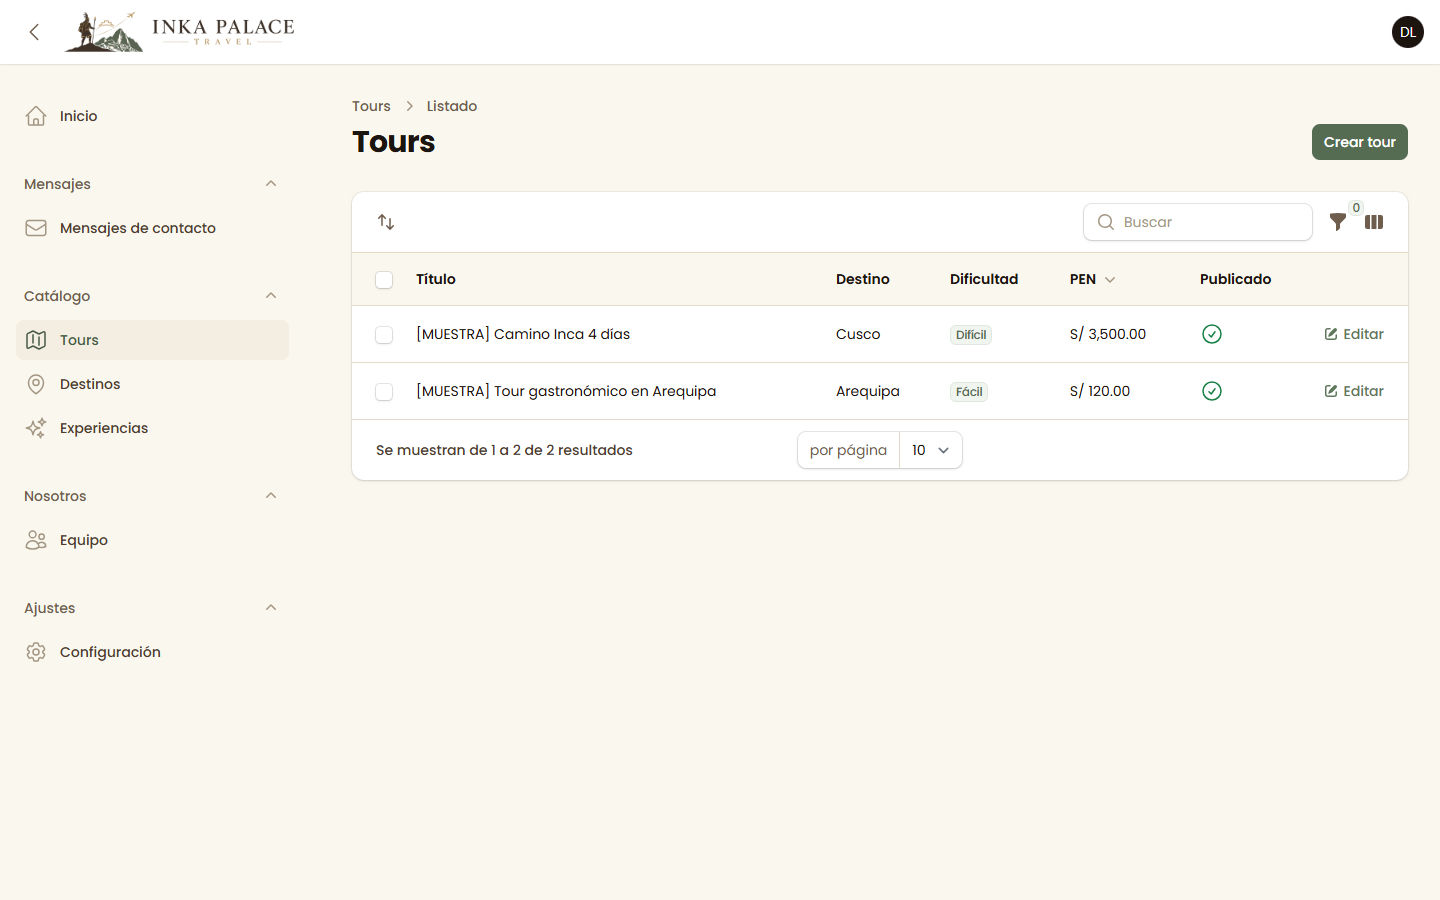 INKA PALACE
TRAVEL
DL
Inicio
Mensajes
Mensajes de contacto
Catálogo
Tours
Destinos
Experiencias
Nosotros
Equipo
Ajustes
Configuración
Tours > Listado
Tours
Crear tour
Buscar
0
Título Destino Dificultad PEN Publicado
[MUESTRA] Camino Inca 4 días Cusco Difícil S/ 3,500.00 Editar
[MUESTRA] Tour gastronómico en Arequipa Arequipa Fácil S/ 120.00 Editar
Se muestran de 1 a 2 de 2 resultados por página 10